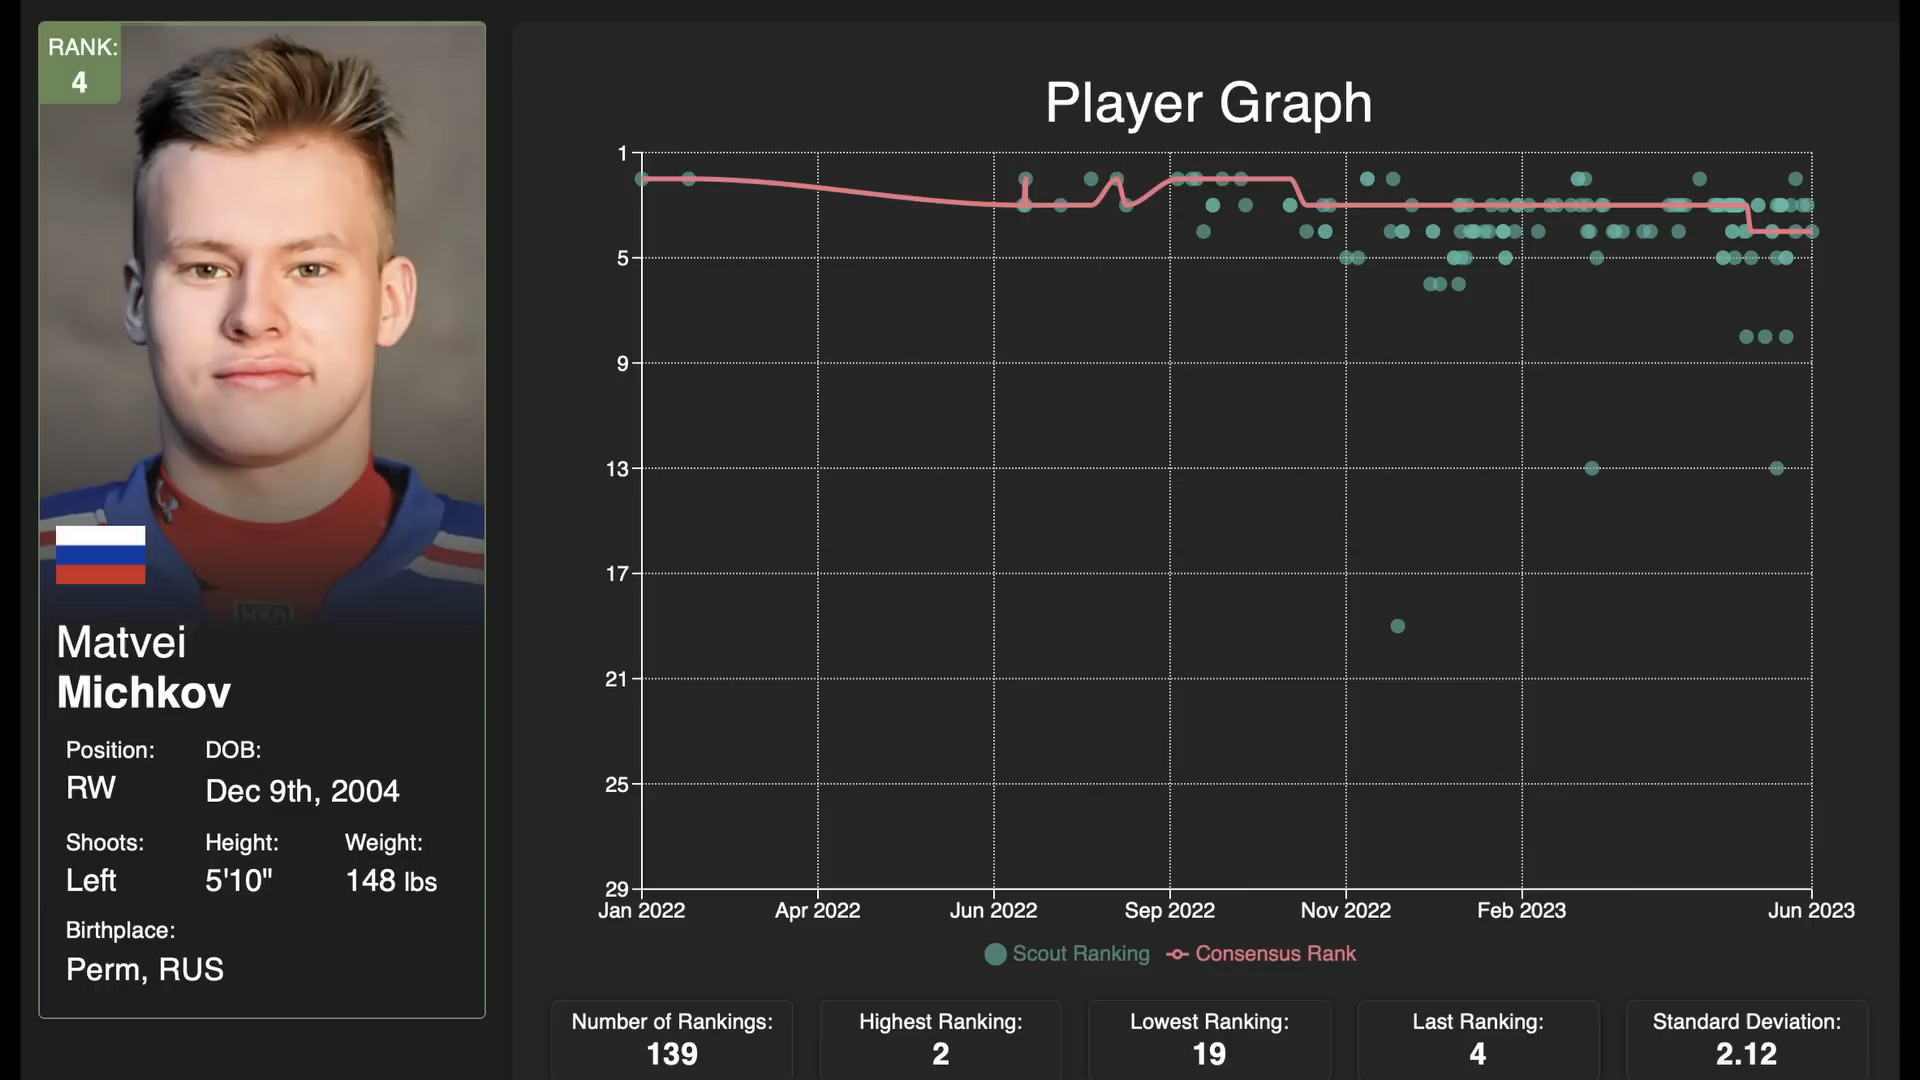 RANK:
4
Matvei
Michkov
Position:
DOB:
RW
Dec 9th, 2004
Shoots:
Height:
Weight:
Left
5'10"
148 lbs
Birthplace:
Perm, RUS
Player Graph
1
5
9
13
17
21
25
29
Jan 2022
Apr 2022
Jun 2022
Sep 2022
Nov 2022
Feb 2023
Jun 2023
Scout Ranking
Consensus Rank
Number of Rankings:
139
Highest Ranking:
2
Lowest Ranking:
19
Last Ranking:
4
Standard Deviation:
2.12